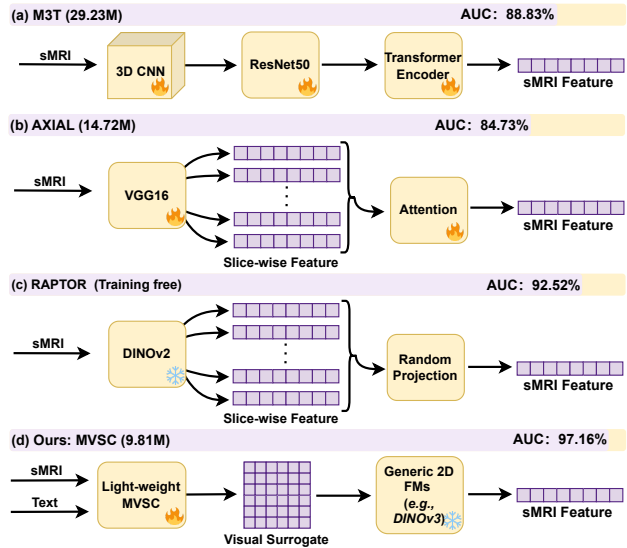 (a) M3T (29.23M) AUC: 88.83%
sMRI
3D CNN
ResNet50
Transformer
Encoder
sMRI Feature
(b) AXIAL (14.72M) AUC: 84.73%
sMRI
VGG16
Slice-wise Feature
Attention
sMRI Feature
(c) RAPTOR (Training free) AUC: 92.52%
sMRI
DINOv2
Slice-wise Feature
Random
Projection
sMRI Feature
(d) Ours: MVSC (9.81M) AUC: 97.16%
sMRI
Text
Light-weight
MVSC
Visual Surrogate
Generic 2D
FMs
(e.g.,
DINOv3)
sMRI Feature